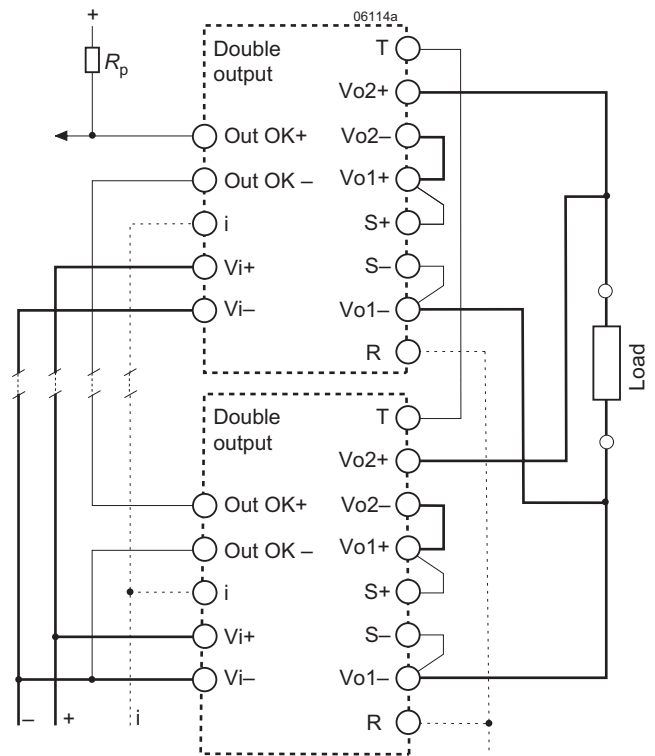 06114a
+
Rp
Double
output
T
Vo2+
Out OK+
Vo2–
Out OK –
Vo1+
i
S+
Vi+
S–
Vi–
Vo1–
R
Load
Double
output
T
Vo2+
Out OK+
Vo2–
Out OK –
Vo1+
i
S+
Vi+
S–
Vi–
Vo1–
– + i
R